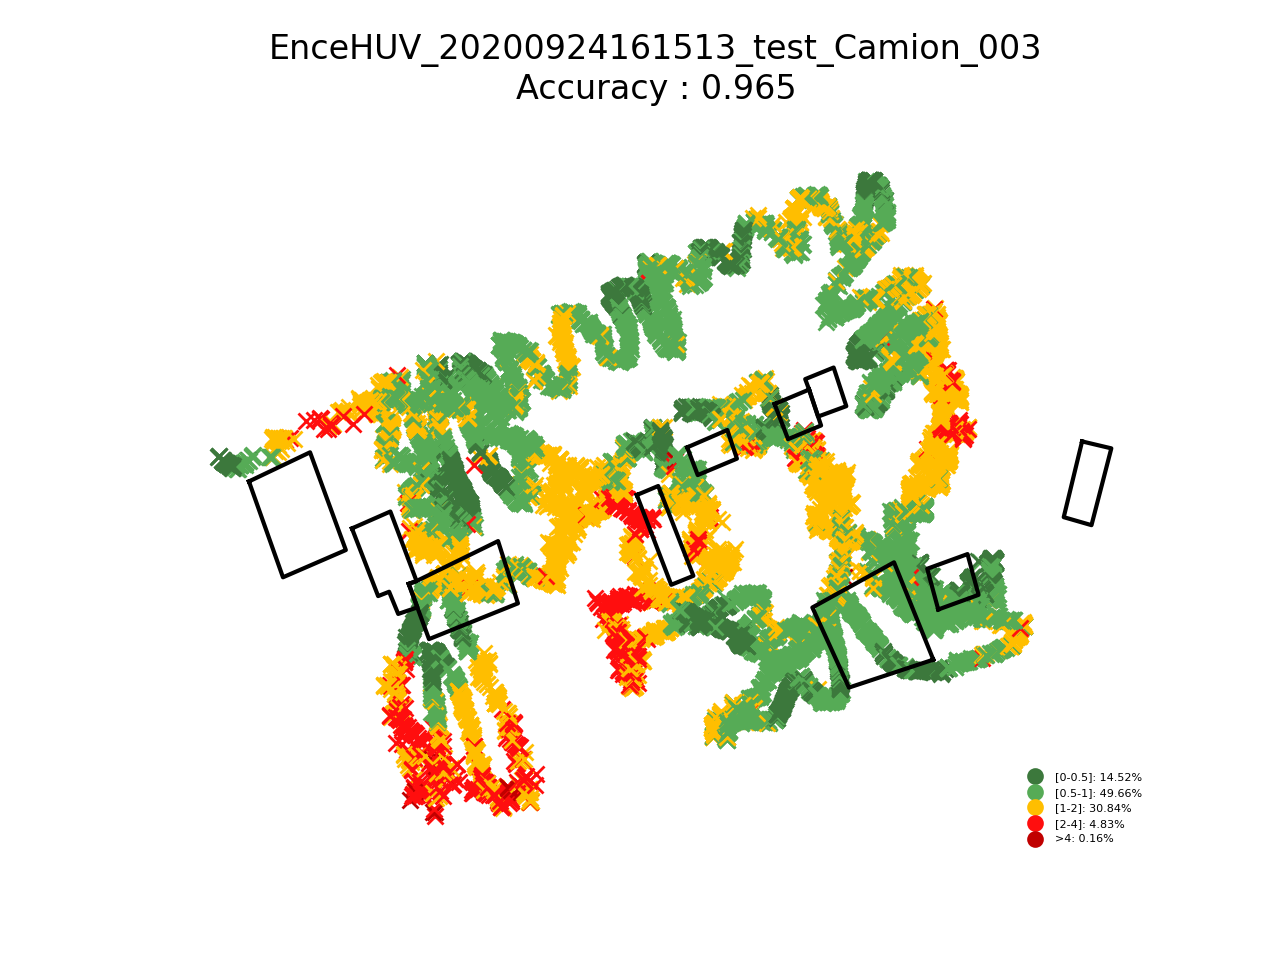 EnceHUV_20200924161513_test_Camion_003
Accuracy : 0.965
[0-0.5]: 14.52%
[0.5-1]: 49.66%
[1-2]: 30.84%
[2-4]: 4.83%
>4: 0.16%